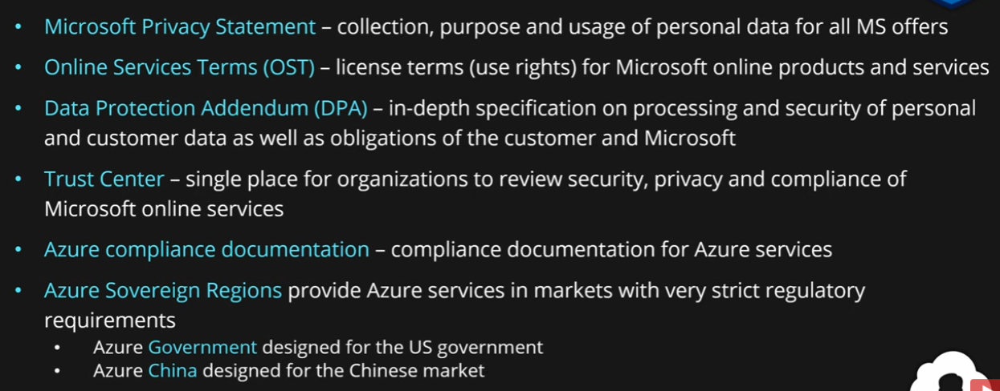 • Microsoft Privacy Statement – collection, purpose and usage of personal data for all MS offers
• Online Services Terms (OST) – license terms (use rights) for Microsoft online products and services
• Data Protection Addendum (DPA) – in-depth specification on processing and security of personal
and customer data as well as obligations of the customer and Microsoft
• Trust Center – single place for organizations to review security, privacy and compliance of
Microsoft online services
• Azure compliance documentation – compliance documentation for Azure services
• Azure Sovereign Regions provide Azure services in markets with very strict regulatory
requirements
• Azure Government designed for the US government
• Azure China designed for the Chinese market